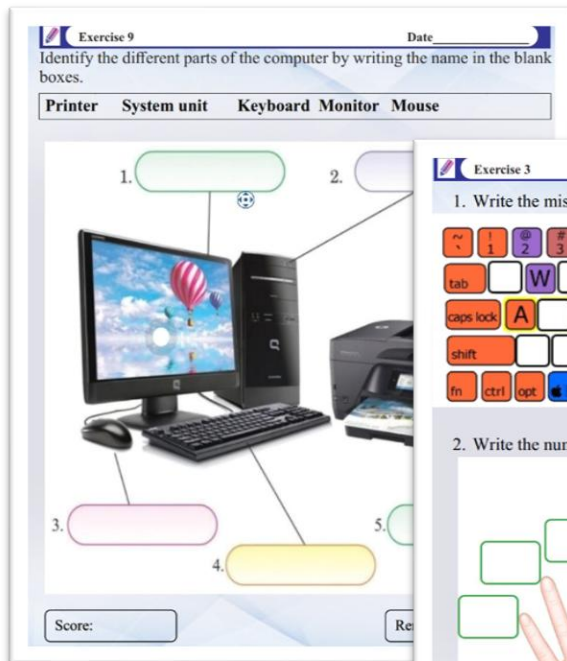 Exercise 9 Date
Identify the different parts of the computer by writing the name in the blank
boxes.
Printer System unit Keyboard Monitor Mouse
1.
2.
3.
4.
5.
Score:
Exercise 3
1. Write the
~ ` ! 1 @ 2 # 3
tab W
caps lock A
shift
fn ctrl opt
2. Write the